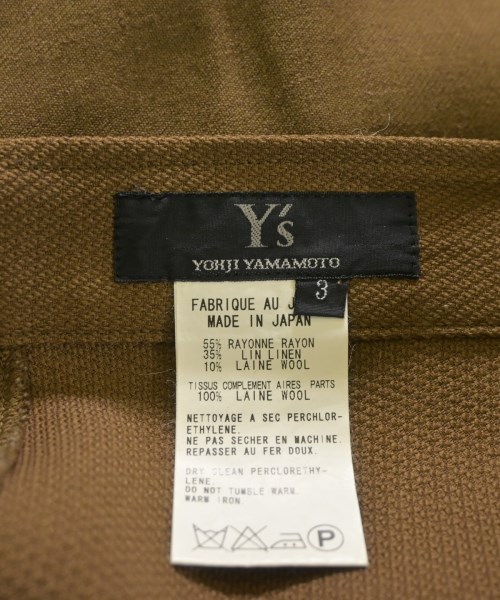 Y's
YOHJI YAMAMOTO
3
FABRIQUE AU J
MADE IN JAPAN
55% RAYONNE RAYON
35% LIN LINEN
10% LAINE WOOL
TISSUS COMPLEMENT AIRES PARTS
100% LAINE WOOL
NETTOYAGE A SEC PERCHLOR-
ETHYLENE.
NE PAS SECHER EN MACHINE.
REPASSER AU FER DOUX.
DRY CLEAN PERCLORETHY-
LENE.
DO NOT TUMBLE WARM.
WARM IRON.
P